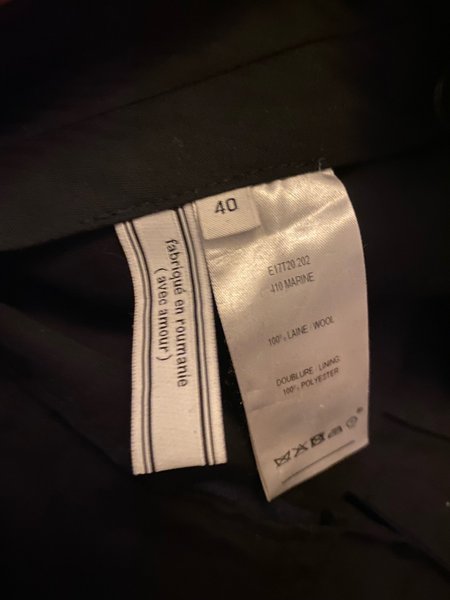 40
fabriqué en roumanie
(avec amour)
E17T20 202
410 MARINE
100% LAINE / WOOL
DOUBLURE / LINING
100% POLYESTER